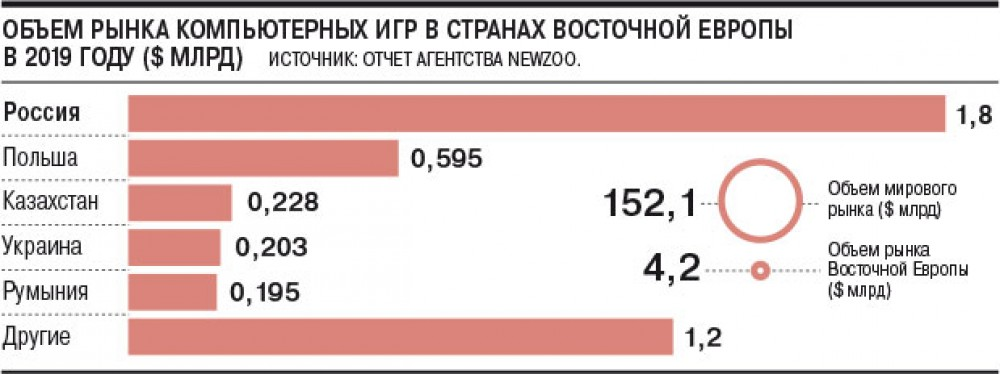 ОБЪЕМ РЫНКА КОМПЬЮТЕРНЫХ ИГР В СТРАНАХ ВОСТОЧНОЙ ЕВРОПЫ
В 2019 ГОДУ ($ МЛРД) ИСТОЧНИК: ОТЧЕТ АГЕНТСТВА NEWZOO.
Россия 1,8
Польша 0,595
Казахстан 0,228
Украина 0,203
Румыния 0,195
Другие 1,2
152,1
Объем мирового
рынка ($ млрд)
4,2
Объем рынка
Восточной Европы
($ млрд)